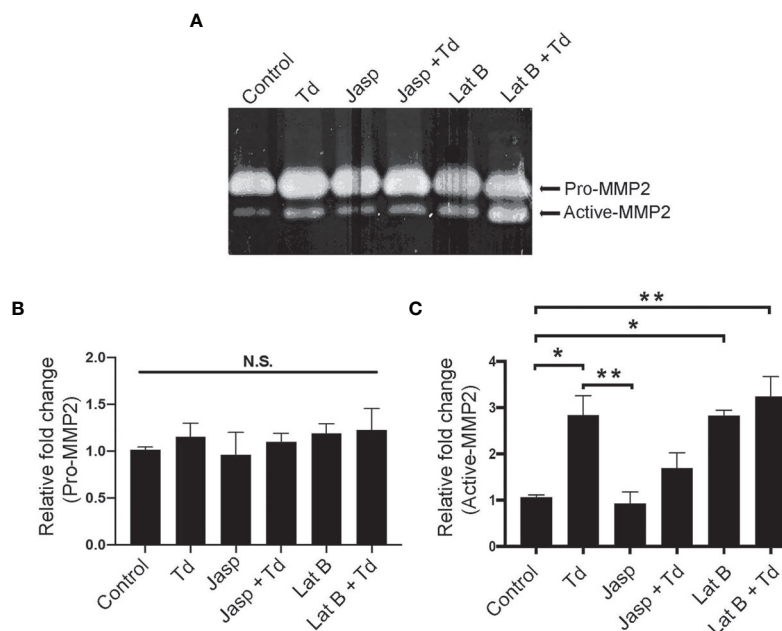 A
Control Td Jasp Jasp +Td Lat B Lat B + Td
Pro-MMP2
Active-MMP2
B
Relative fold change
(Pro-MMP2)
2.0
1.5
1.0
0.5
0.0
N.S.
Control Td Jasp Jasp + Td Lat B Lat B + Td
C
Relative fold change
(Active-MMP2)
4
3
2
1
0
**
*
* **
Control Td Jasp Jasp + Td Lat B Lat B + Td